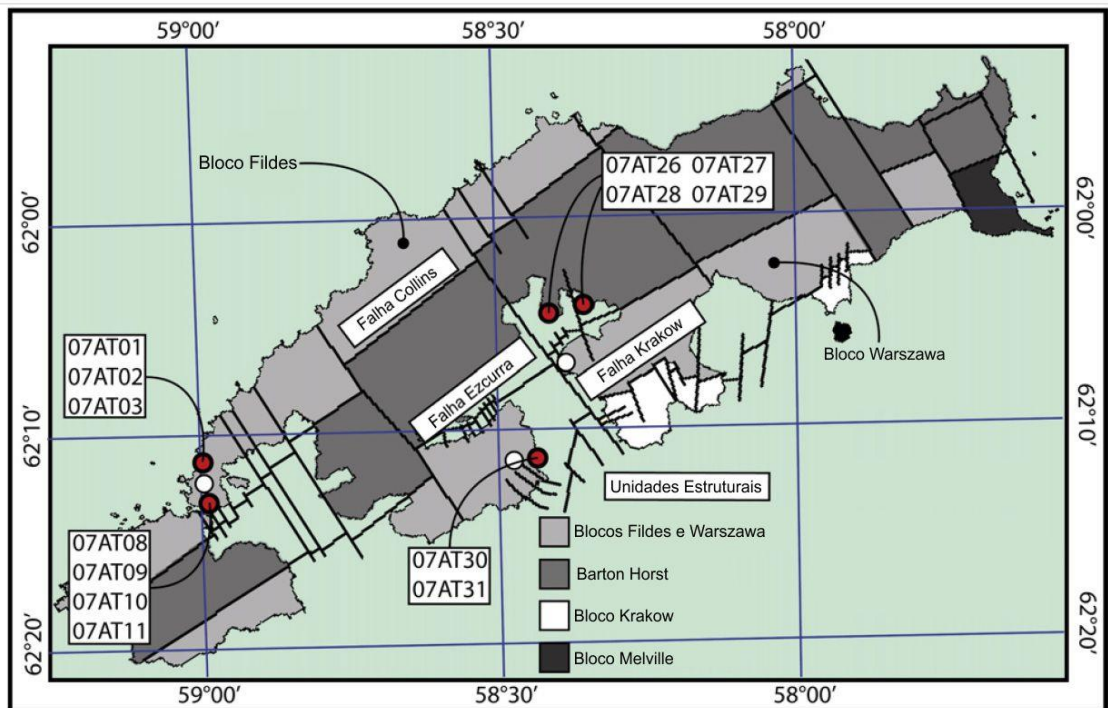 59°00′
58°30′
58°00′
Bloco Fildes
07AT26 07AT27
07AT28 07AT29
62°00′
62°00′
Falha Collins
Falha Krakow
Falha Ezcurra
Bloco Warszawa
07AT01
07AT02
07AT03
62°10′
62°10′
Unidades Estruturais
07AT08
07AT09
07AT10
07AT11
07AT30
07AT31
Blocos Fildes e Warszawa
Barton Horst
Bloco Krakow
Bloco Melville
62°20′
62°20′
59°00′
58°30′
58°00′